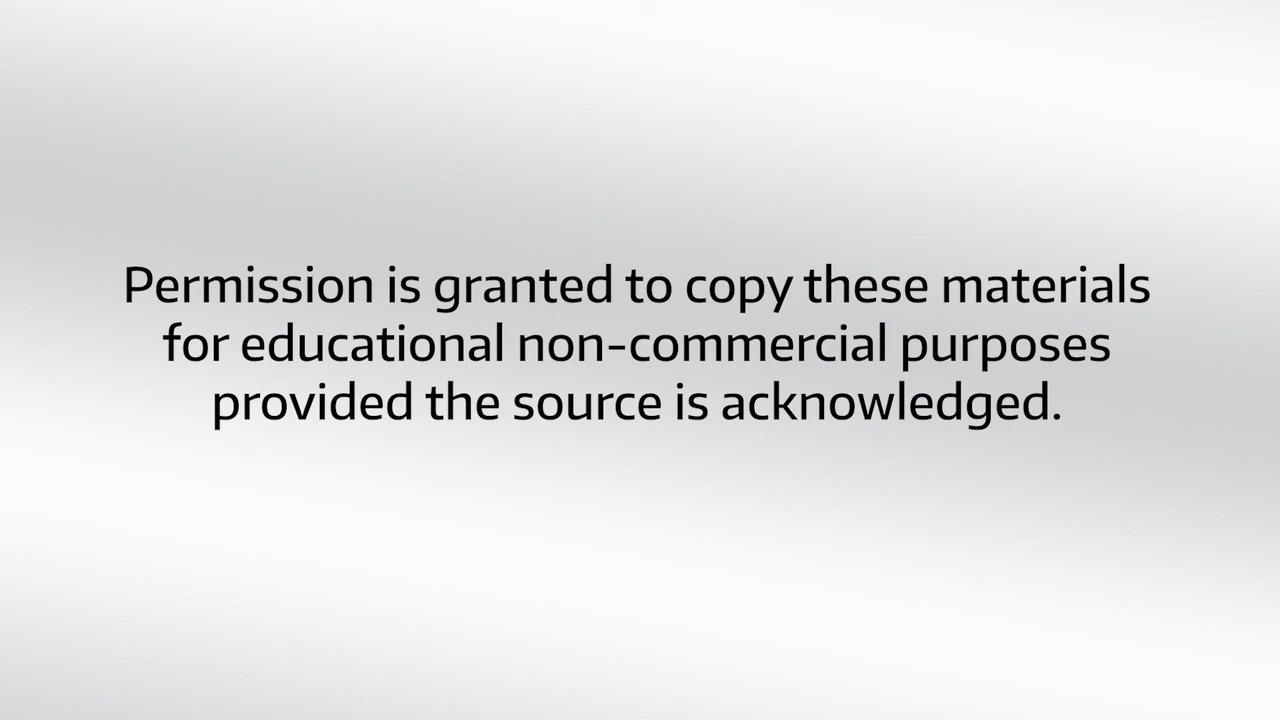 Permission is granted to copy these materials
for educational non-commercial purposes
provided the source is acknowledged.